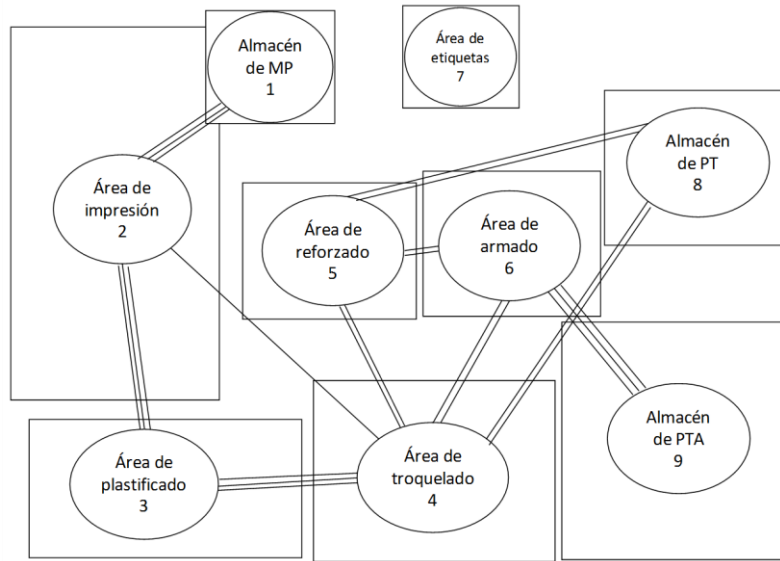 Almacén
de MP
1
Área de
etiquetas
7
Almacén
de PT
8
Área de
impresión
2
Área de
reforzado
5
Área de
armado
6
Área de
plastificado
3
Área de
troquelado
4
Almacén
de PTA
9